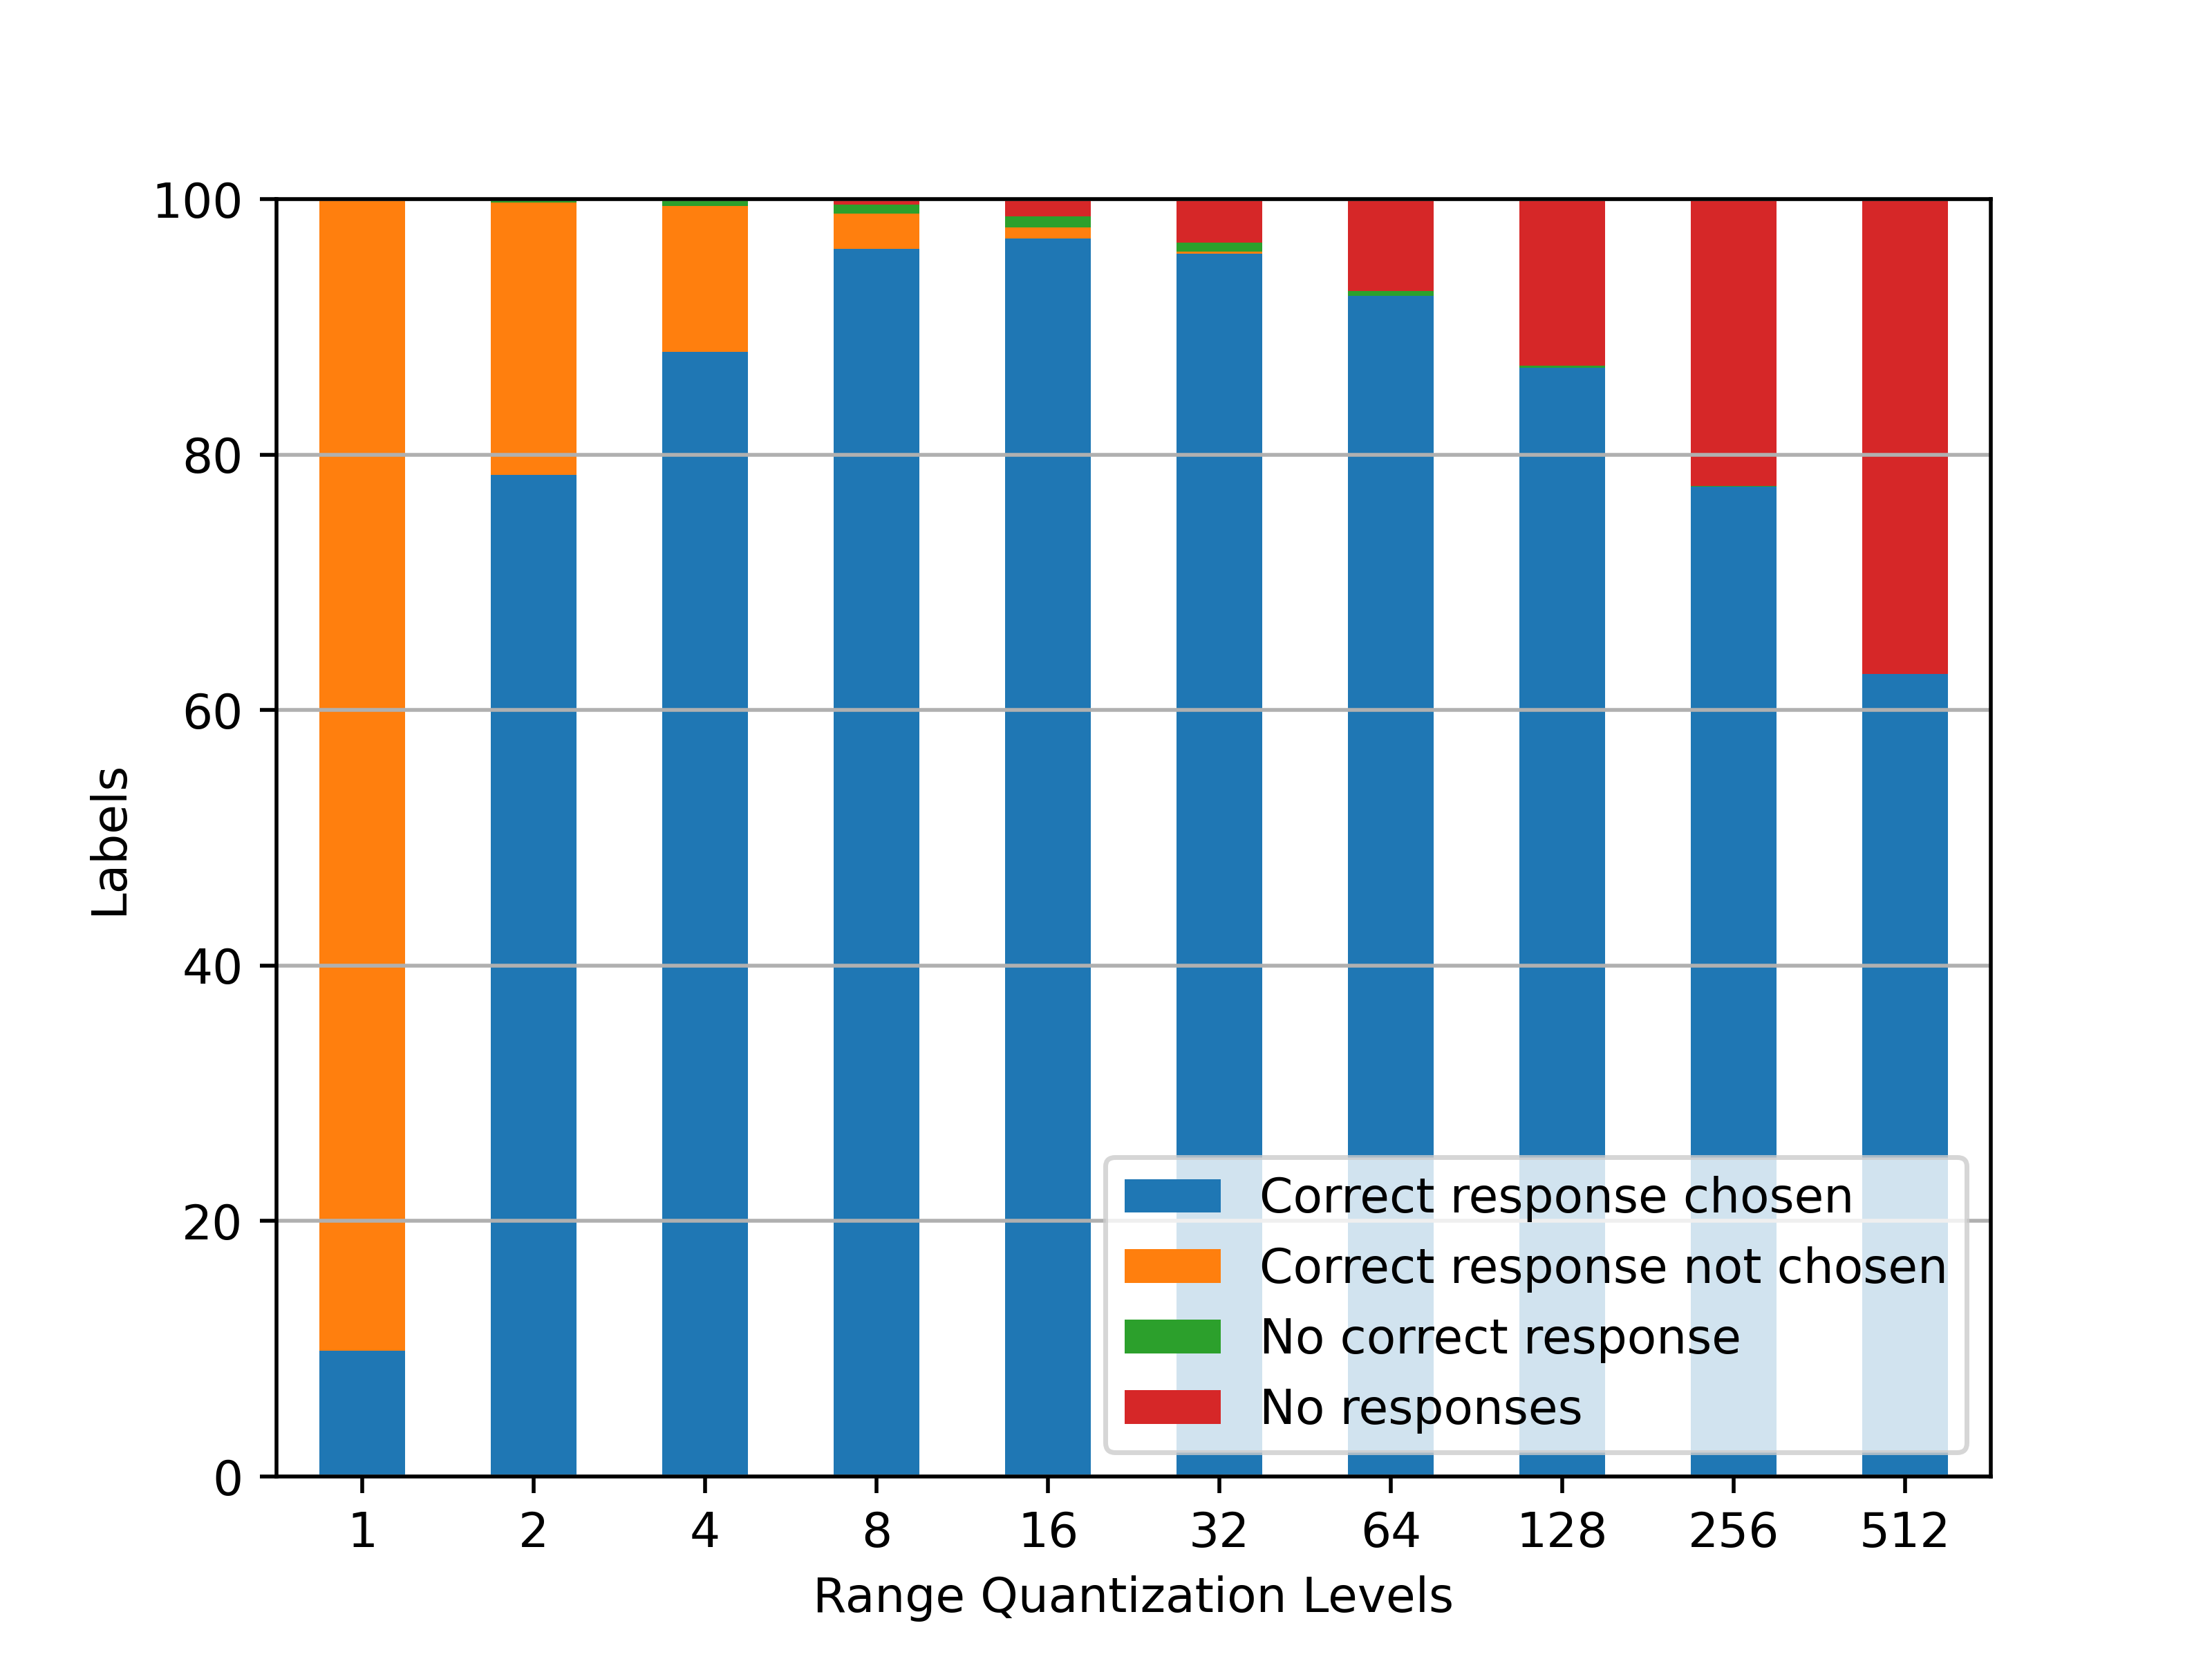 100
80
60
40
20
0
Labels
Correct response chosen
Correct response not chosen
No correct response
No responses
1 2 4 8 16 32 64 128 256 512
Range Quantization Levels